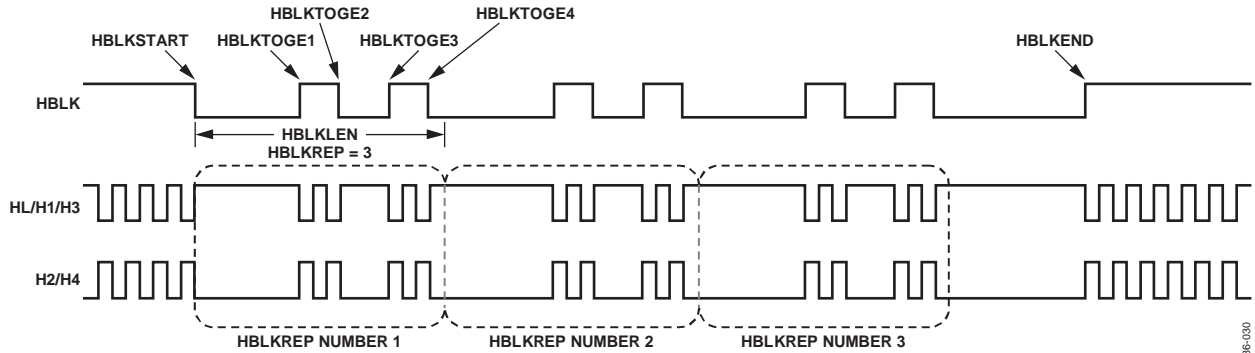 HBLKTOGE2
HBLKTOGE4
HBLKSTART
HBLKTOGE1
HBLKTOGE3
HBLKEND
HBLK
HBLKLEN
HBLKREP = 3
HL/H1/H3
H2/H4
HBLKREP NUMBER 1
HBLKREP NUMBER 2
HBLKREP NUMBER 3